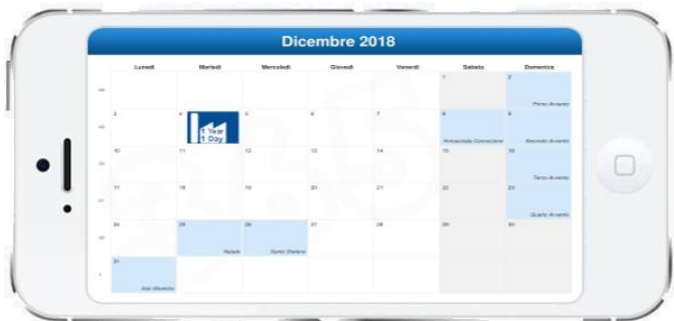 Dicembre 2018
Lunedì Martedì Mercoledì Giovedì Venerdì Sabato Domenica
1 2
Primo Avvento
3 4 5 6 7 8 9
1 Year
1 Day
Immacolata Concezione Secondo Avvento
10 11 12 13 14 15 16
Terzo Avvento
17 18 19 20 21 22 23
Quarto Avvento
24 25 26 27 28 29 30
Natale Santo Stefano
31
San Silvestro